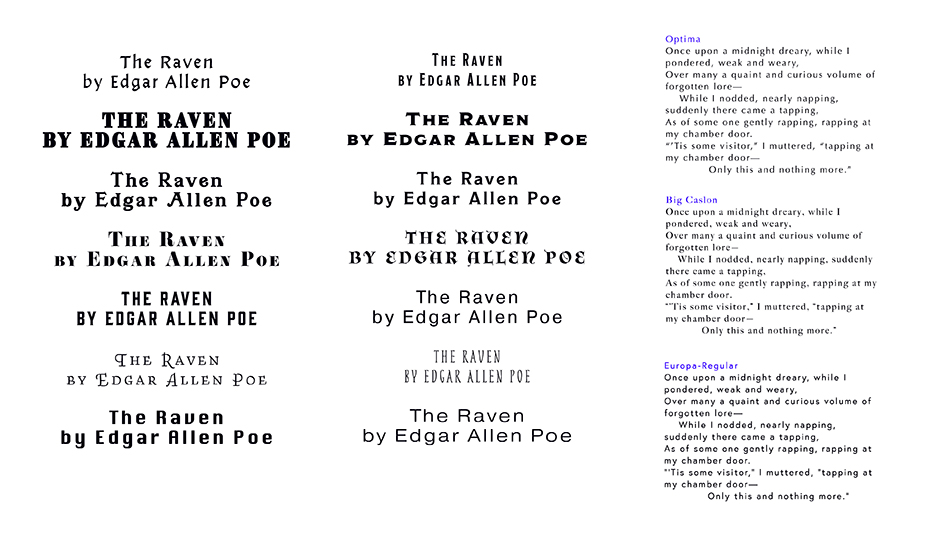 The Raven
by Edgar Allen Poe
THE RAVEN
BY EDGAR ALLEN POE
The Raven
by Edgar Allen Poe
THE RAVEN
BY EDGAR ALLEN POE
THE RAVEN
BY EDGAR ALLEN POE
THE RAVEN
BY EDGAR ALLEN POE
The Raven
by Edgar Allen Poe
THE RAVEN
BY EDGAR ALLEN POE
THE RAVEN
BY EDGAR ALLEN POE
The Raven
by Edgar Allen Poe
THE RAVEN
BY EDGAR ALLEN POE
The Raven
by Edgar Allen Poe
THE RAVEN
BY EDGAR ALLEN POE
The Raven
by Edgar Allen Poe
Optima
Once upon a midnight dreary, while I
pondered, weak and weary,
Over many a quaint and curious volume of
forgotten lore—
While I nodded, nearly napping,
suddenly there came a tapping,
As of some one gently rapping, rapping at
my chamber door.
“’Tis some visitor,” I muttered, “tapping at
my chamber door—
Only this and nothing more.”
Big Caslon
Once upon a midnight dreary, while I
pondered, weak and weary,
Over many a quaint and curious volume of
forgotten lore—
While I nodded, nearly napping, suddenly
there came a tapping,
As of some one gently rapping, rapping at my
chamber door.
“’Tis some visitor,” I muttered, “tapping at
my chamber door—
Only this and nothing more.”
Europa-Regular
Once upon a midnight dreary, while I
pondered, weak and weary,
Over many a quaint and curious volume of
forgotten lore—
While I nodded, nearly napping,
suddenly there came a tapping,
As of some one gently rapping, rapping at
my chamber door.
“’Tis some visitor,” I muttered, “tapping at
my chamber door—
Only this and nothing more.”